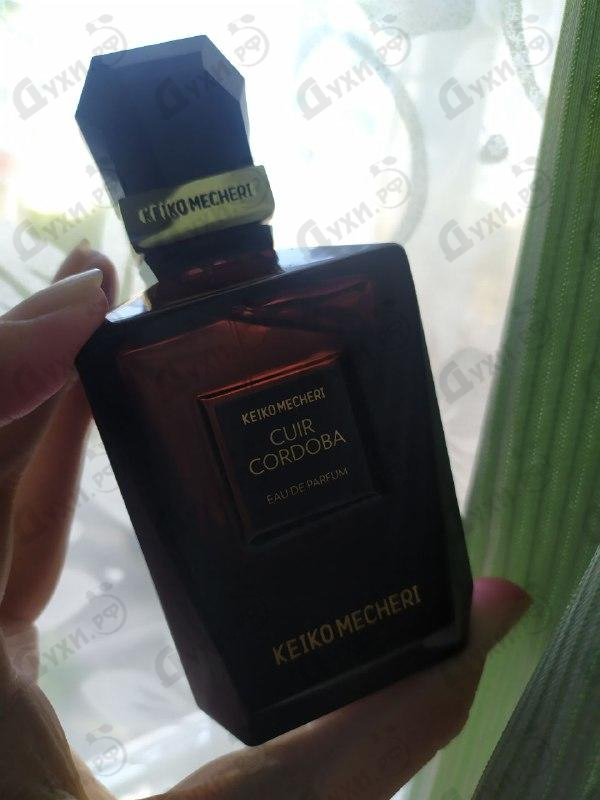 KEIKO MECHERI
KEIKO MECHERI
CUIR
CORDOBA
EAU DE PARFUM
KEIKO MECHERI
Духи.рф